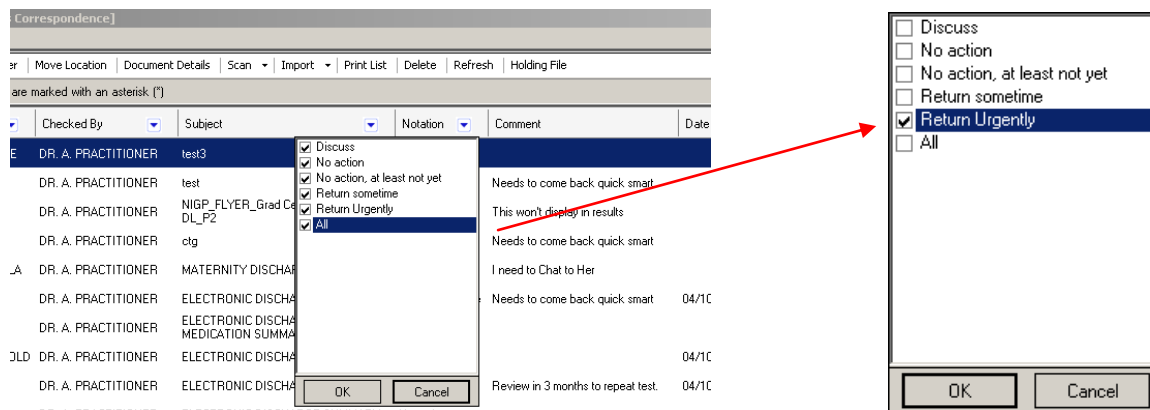 Correspondence]
er Move Location Document Details Scan Import Print List Delete Refresh Holding File
are marked with an asterisk (*)
Checked By Subject Notation Comment Date
E DR. A. PRACTITIONER test3
DR. A. PRACTITIONER test Needs to come back quick smart
DR. A. PRACTITIONER NIGP_FLYER_Grad Ce This won't display in results
DL_P2
DR. A. PRACTITIONER ctg Needs to come back quick smart
LA DR. A. PRACTITIONER MATERNITY DISCHAR I need to Chat to Her
DR. A. PRACTITIONER ELECTRONIC DISCHA Needs to come back quick smart 04/10
DR. A. PRACTITIONER ELECTRONIC DISCHA
MEDICATION SUMMA
OLD DR. A. PRACTITIONER ELECTRONIC DISCHA 04/10
DR. A. PRACTITIONER ELECTRONIC DISCHA Review in 3 months to repeat test. 04/10
Discuss
No action
No action, at least not yet
Return sometime
Return Urgently
All
OK Cancel
Discuss
No action
No action, at least not yet
Return sometime
Return Urgently
All
OK Cancel